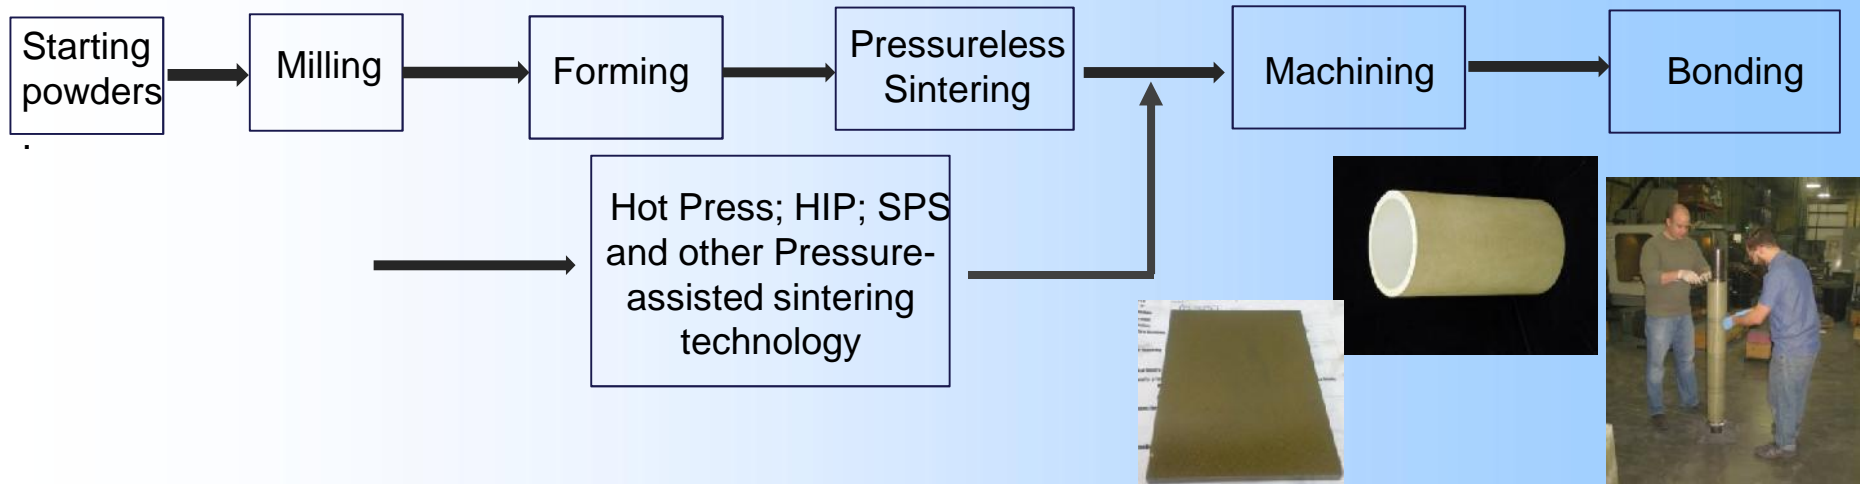 Starting
powders
.
Milling
Forming
Pressureless
Sintering
Machining
Bonding
Hot Press; HIP; SPS
and other Pressure-
assisted sintering
technology